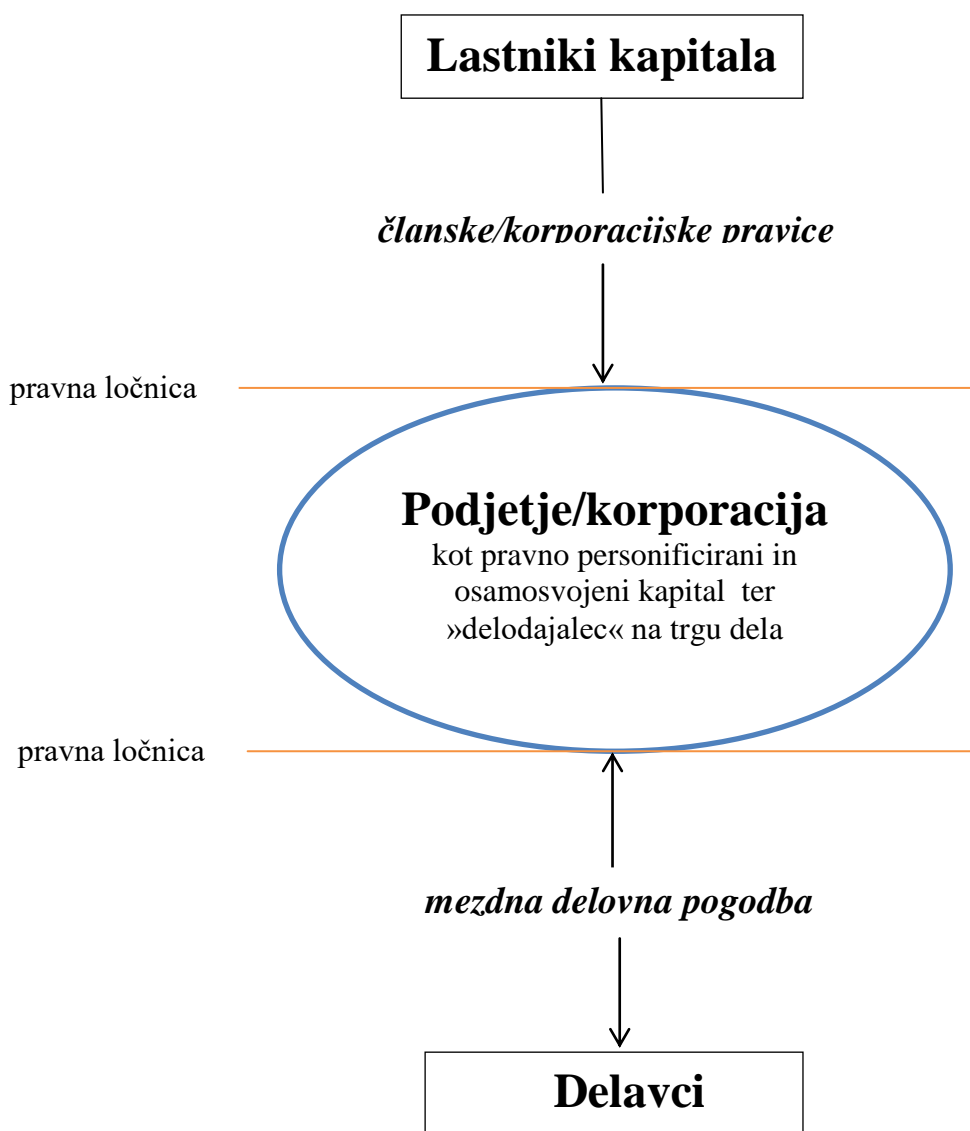 Lastniki kapitala
članske/korporacijske pravice
pravna ločnica
Podjetje/korporacija
kot pravno personificirani in
osamosvojeni kapital ter
»delodajalec« na trgu dela
pravna ločnica
mezdna delovna pogodba
Delavci